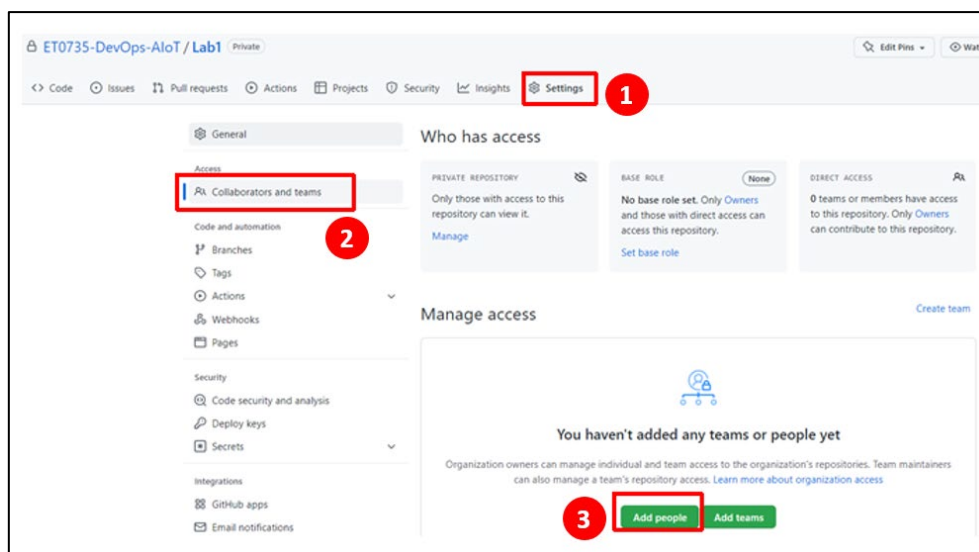 ET0735-DevOps-AIoT / Lab1 Private
Edit Pins
Wat
Code Issues Pull requests Actions Projects Security Insights Settings
1
General
Access
Collaborators and teams
2
Code and automation
Branches
Tags
Actions
Webhooks
Pages
Security
Code security and analysis
Deploy keys
Secrets
Integrations
GitHub apps
Email notifications
Who has access
PRIVATE REPOSITORY
Only those with access to this
repository can view it.
Manage
BASE ROLE None
No base role set. Only Owners
and those with direct access can
access this repository.
Set base role
DIRECT ACCESS
0 teams or members have access
to this repository. Only Owners
can contribute to this repository.
Manage access
Create team
You haven't added any teams or people yet
Organization owners can manage individual and team access to the organization's repositories. Team maintainers
can also manage a team's repository access. Learn more about organization access
3
Add people Add teams